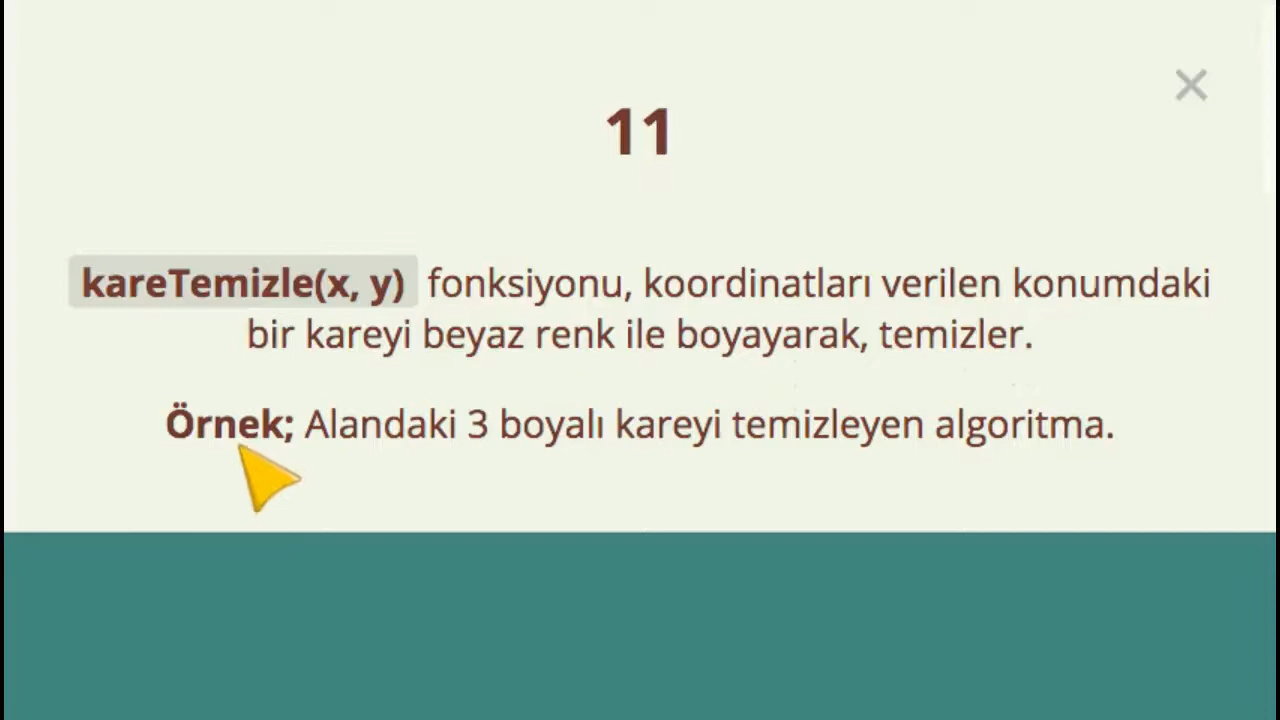 11
kareTemizle(x, y) fonksiyonu, koordinatları verilen konumdaki
bir kareyi beyaz renk ile boyayarak, temizler.
Örnek; Alandaki 3 boyalı kareyi temizleyen algoritma.